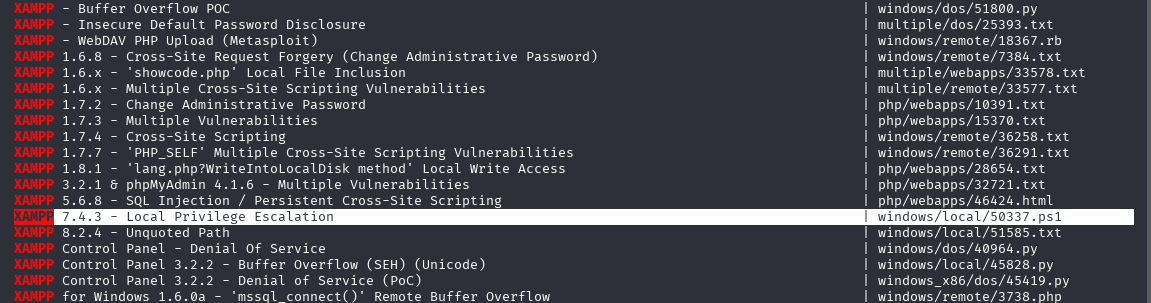 XAMPP - Buffer Overflow POC | windows/dos/51800.py
XAMPP - Insecure Default Password Disclosure | multiple/dos/25393.txt
XAMPP - WebDAV PHP Upload (Metasploit) | windows/remote/18367.rb
XAMPP 1.6.8 - Cross-Site Request Forgery (Change Administrative Password) | windows/remote/7384.txt
XAMPP 1.6.x - 'showcode.php' Local File Inclusion | multiple/webapps/33578.txt
XAMPP 1.6.x - Multiple Cross-Site Scripting Vulnerabilities | multiple/remote/33577.txt
XAMPP 1.7.2 - Change Administrative Password | php/webapps/10391.txt
XAMPP 1.7.3 - Multiple Vulnerabilities | php/webapps/15370.txt
XAMPP 1.7.4 - Cross-Site Scripting | windows/remote/36258.txt
XAMPP 1.7.7 - 'PHP_SELF' Multiple Cross-Site Scripting Vulnerabilities | windows/remote/36291.txt
XAMPP 1.8.1 - 'lang.php?WriteIntoLocalDisk method' Local Write Access | php/webapps/28654.txt
XAMPP 3.2.1 & phpMyAdmin 4.1.6 - Multiple Vulnerabilities | php/webapps/32721.txt
XAMPP 5.6.8 - SQL Injection / Persistent Cross-Site Scripting | php/webapps/46424.html
XAMPP 7.4.3 - Local Privilege Escalation | windows/local/50337.ps1
XAMPP 8.2.4 - Unquoted Path | windows/local/51585.txt
XAMPP Control Panel - Denial Of Service | windows/dos/40964.py
XAMPP Control Panel 3.2.2 - Buffer Overflow (SEH) (Unicode) | windows/local/45828.py
XAMPP Control Panel 3.2.2 - Denial of Service (PoC) | windows_x86/dos/45419.py
XAMPP for Windows 1.6.0a - 'mssql_connect()' Remote Buffer Overflow | windows/remote/3738.php